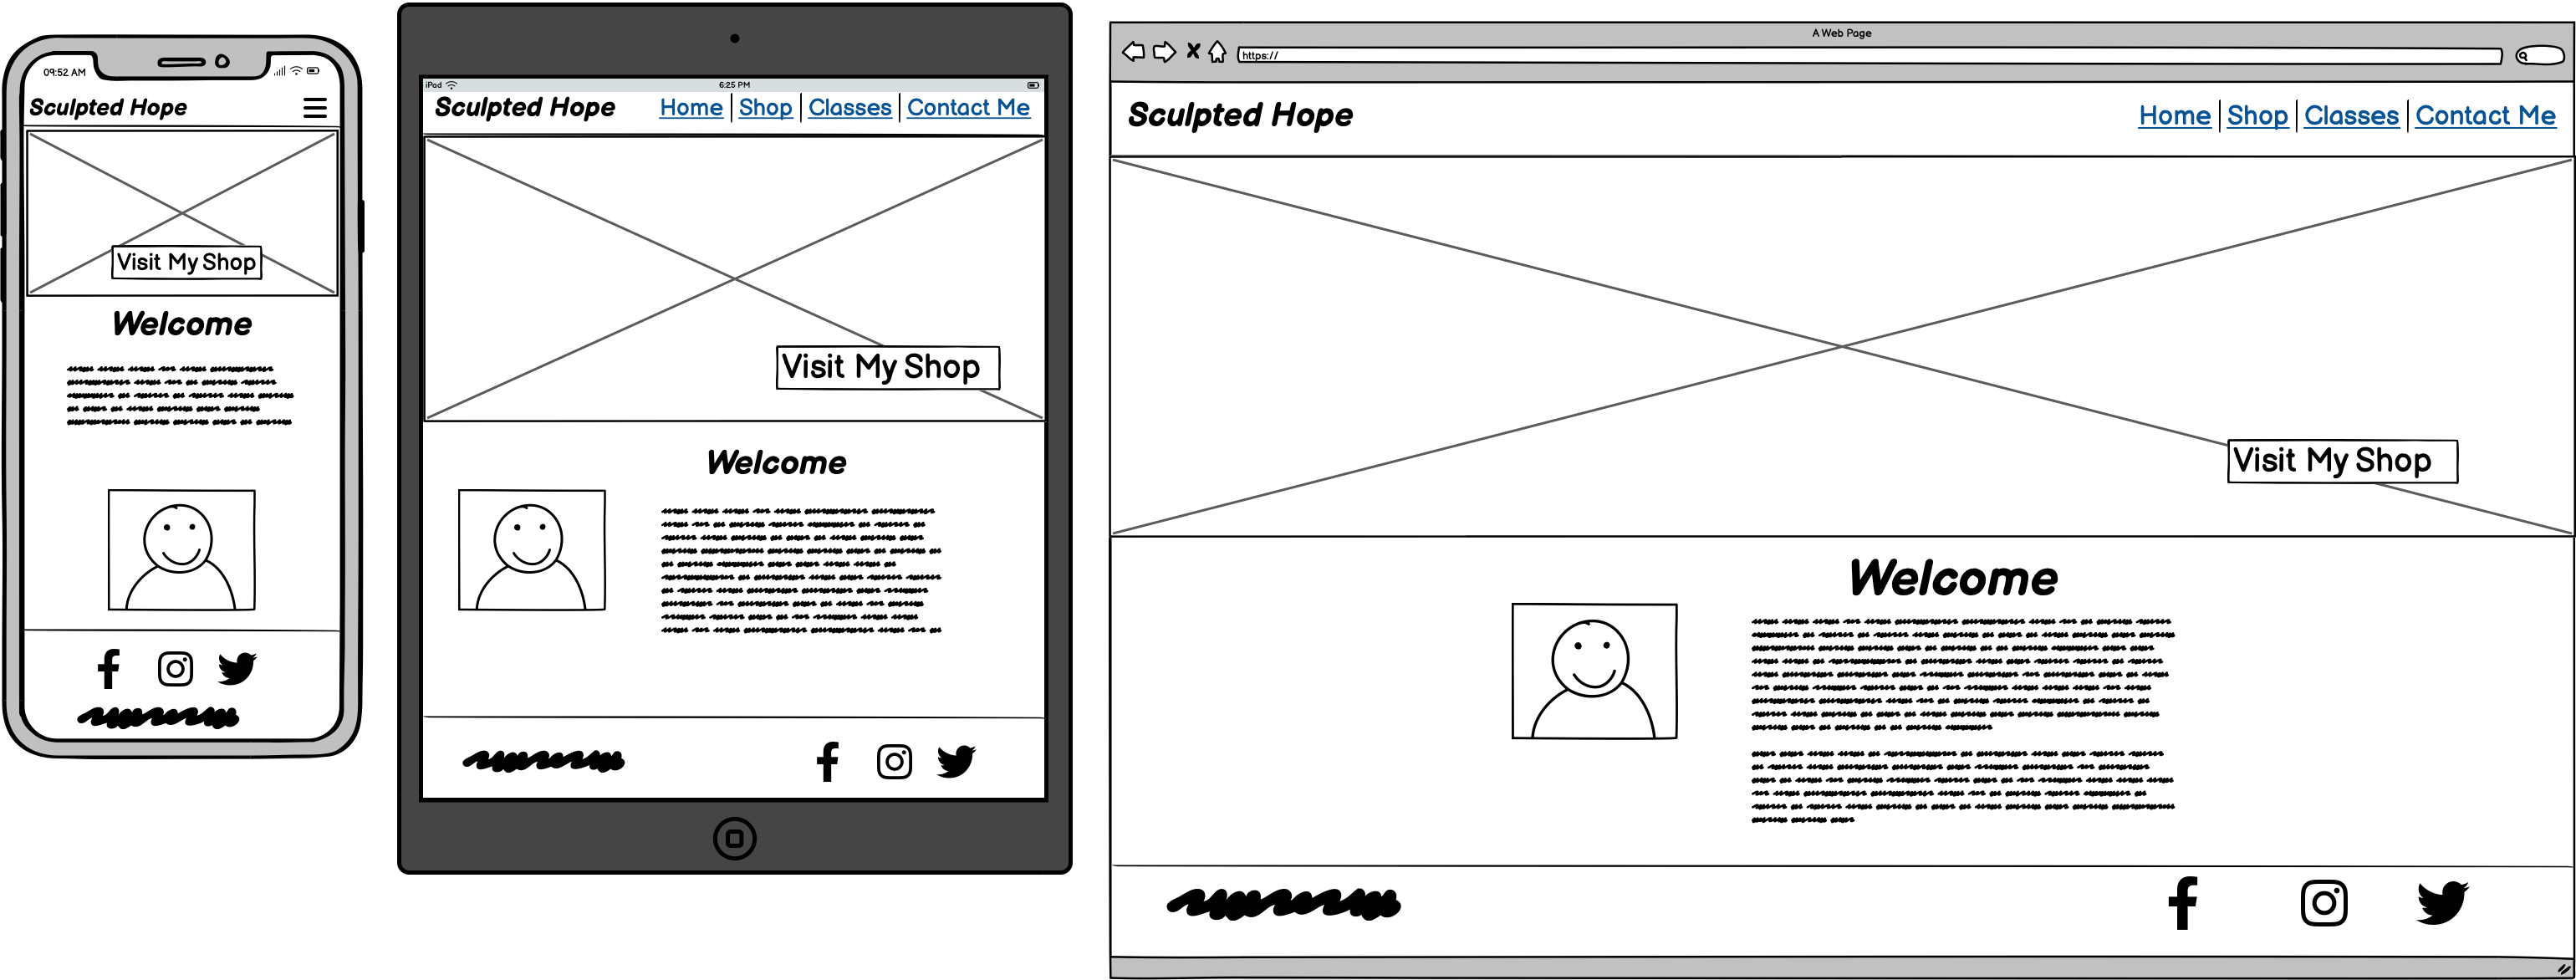 09:52 AM
Sculpted Hope
Visit My Shop
Welcome
iPad
6:25 PM
Sculpted Hope
Home Shop Classes Contact Me
Visit My Shop
Welcome
A Web Page
https://
Sculpted Hope
Home Shop Classes Contact Me
Visit My Shop
Welcome